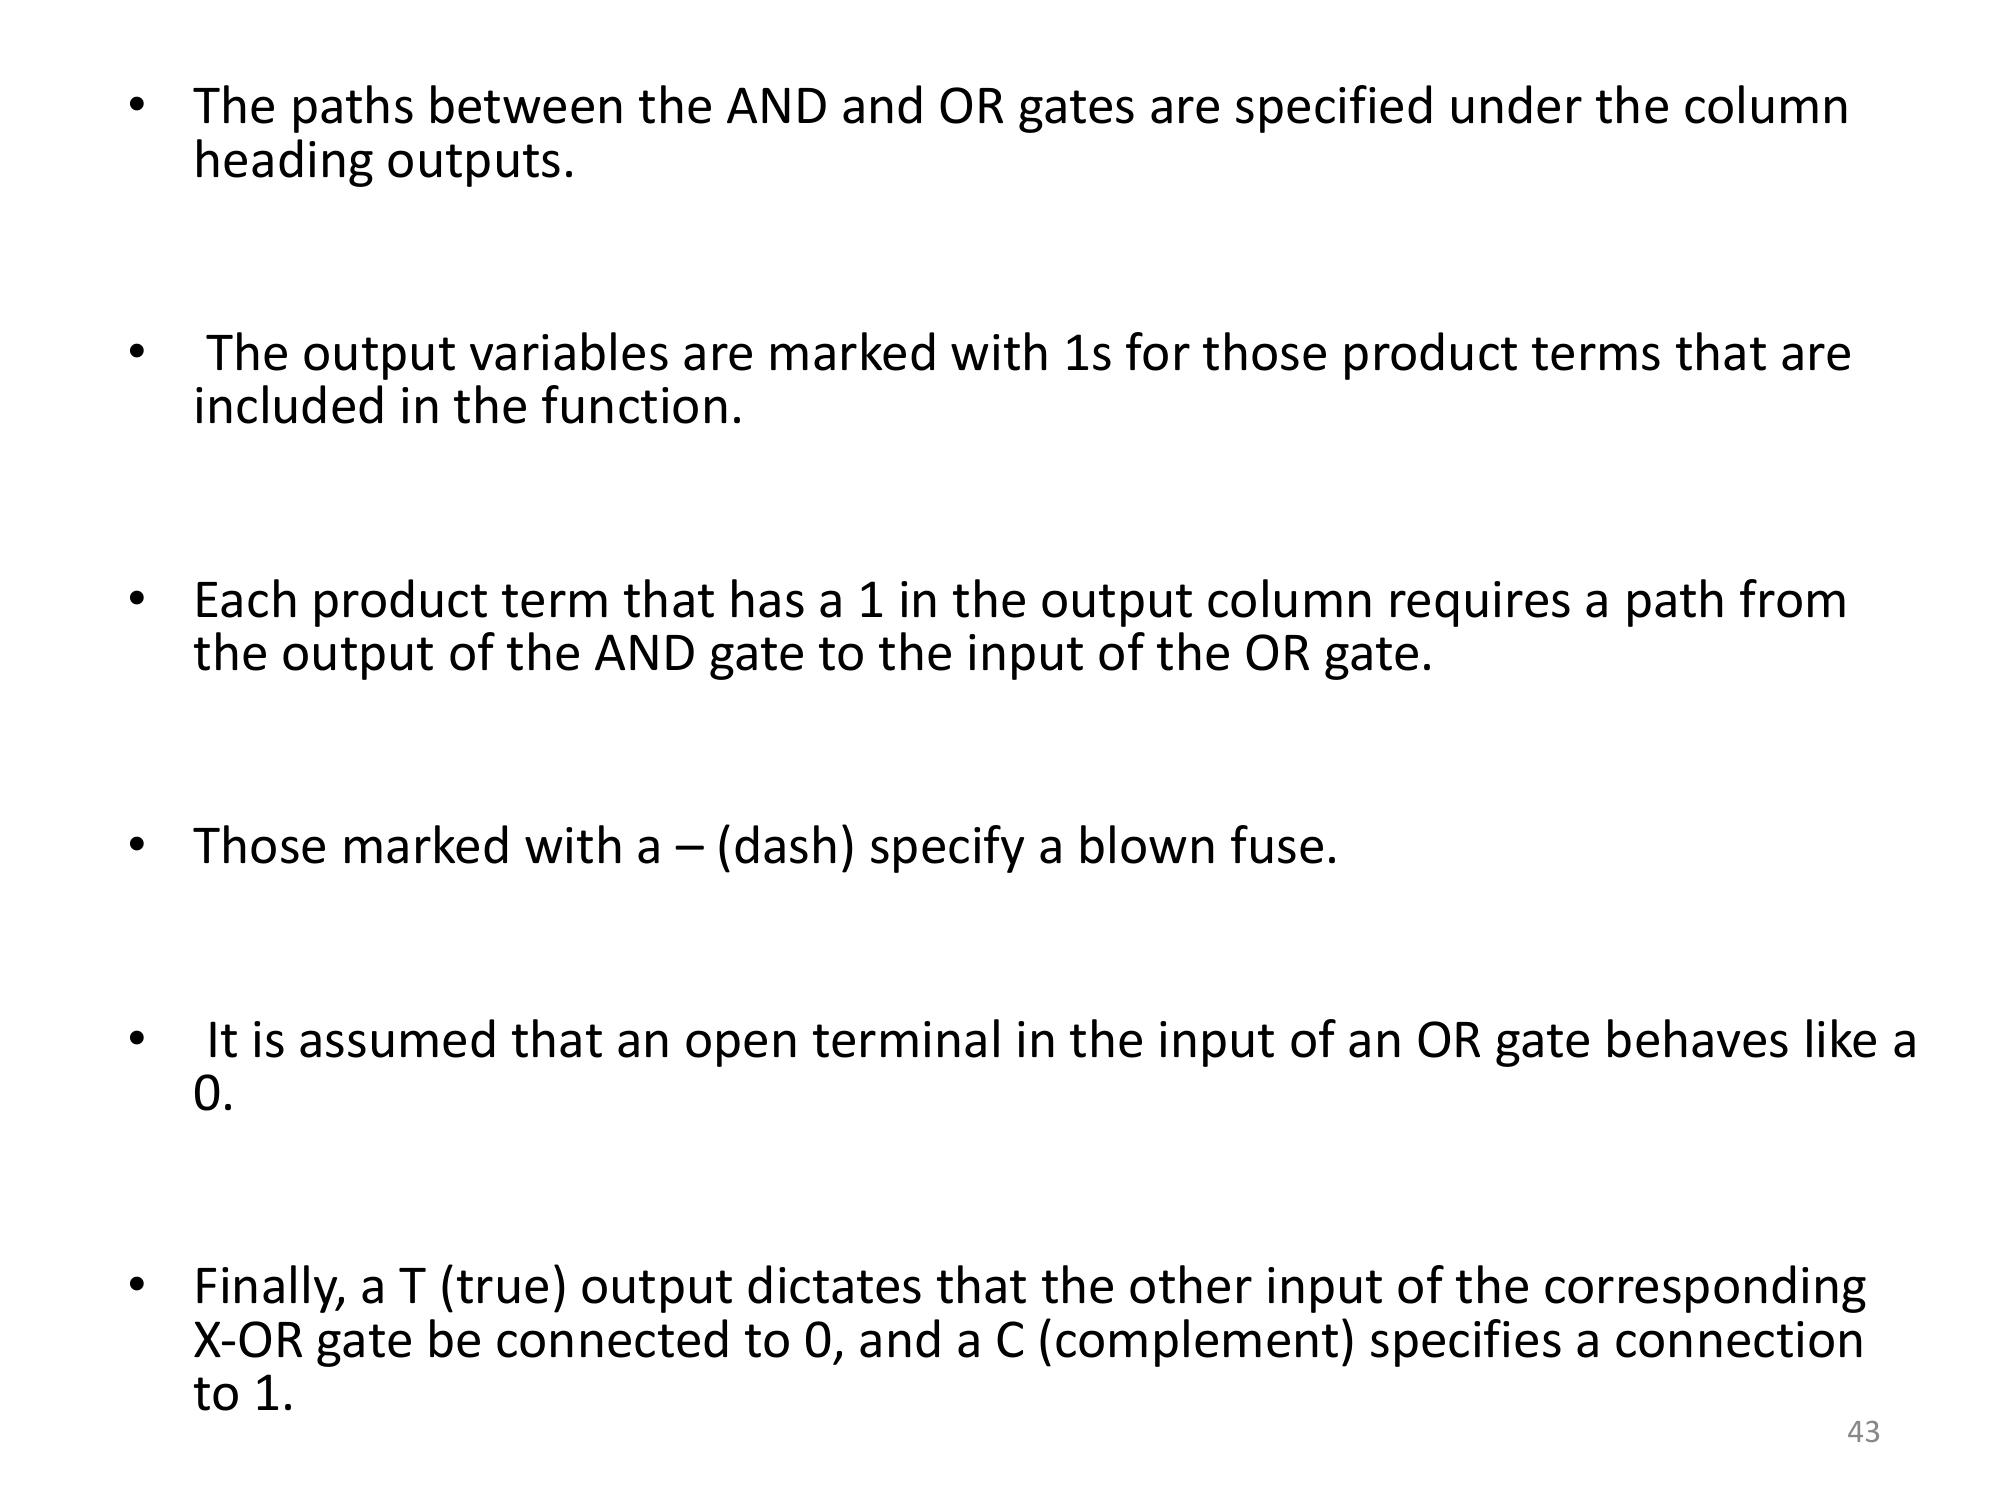 • The paths between the AND and OR gates are specified under the column
heading outputs.
• The output variables are marked with 1s for those product terms that are
included in the function.
• Each product term that has a 1 in the output column requires a path from
the output of the AND gate to the input of the OR gate.
• Those marked with a – (dash) specify a blown fuse.
• It is assumed that an open terminal in the input of an OR gate behaves like a
0.
• Finally, a T (true) output dictates that the other input of the corresponding
X-OR gate be connected to 0, and a C (complement) specifies a connection
to 1.
43